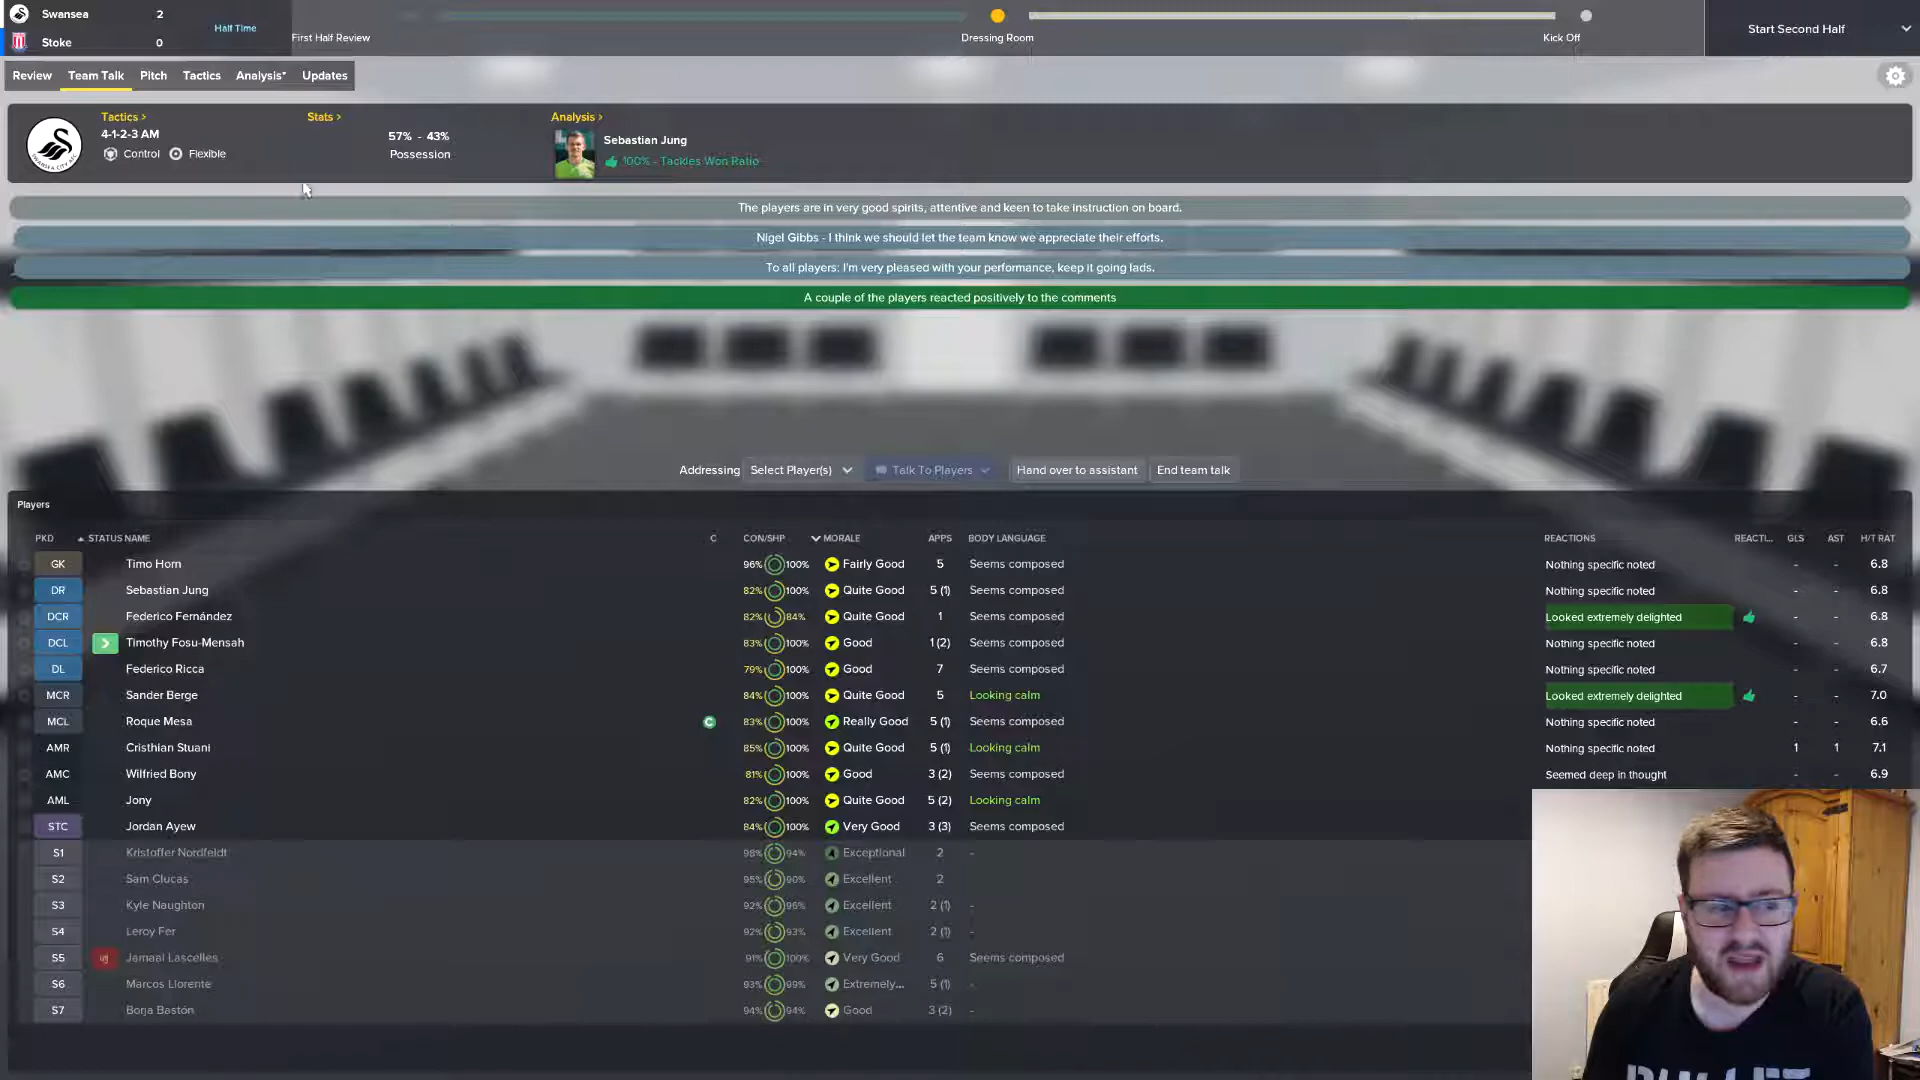 Swansea 2
Stoke 0
Half Time
First Half Review
Dressing Room
Kick Off
Start Second Half
Review Team Talk Pitch Tactics Analysis* Updates
Tactics >
4-1-2-3 AM
Control Flexible
Stats >
57% - 43%
Possession
Analysis >
Sebastian Jung
100% - Tackles Won Ratio
The players are in very good spirits, attentive and keen to take instruction on board.
Nigel Gibbs - I think we should let the team know we appreciate their efforts.
To all players: I'm very pleased with your performance, keep it going lads.
A couple of the players reacted positively to the comments
Addressing Select Player(s) Talk To Players Hand over to assistant End team talk
Players
PKD STATUS NAME C CON/SHP MORALE APPS BODY LANGUAGE REACTIONS REACTI... GLS AST H/T RAT
GK Timo Horn 96% 100% Fairly Good 5 Seems composed Nothing specific noted - - 6.8
DR Sebastian Jung 82% 100% Quite Good 5 (1) Seems composed Nothing specific noted - - 6.8
DCR Federico Fernández 82% 84% Quite Good 1 Seems composed Looked extremely delighted - - 6.8
DCL Timothy Fosu-Mensah 83% 100% Good 1 (2) Seems composed Nothing specific noted - - 6.8
DL Federico Ricca 79% 100% Good 7 Seems composed Nothing specific noted - - 6.7
MCR Sander Berge 84% 100% Quite Good 5 Looking calm Looked extremely delighted - - 7.0
MCL Roque Mesa C 83% 100% Really Good 5 (1) Seems composed Nothing specific noted - - 6.6
AMR Cristhian Stuani 85% 100% Quite Good 5 (1) Looking calm Nothing specific noted 1 1 7.1
AMC Wilfried Bony 81% 100% Good 3 (2) Seems composed Seemed deep in thought - - 6.9
AML Jony 82% 100% Quite Good 5 (2) Looking calm
STC Jordan Ayew 84% 100% Very Good 3 (3) Seems composed
S1 Kristoffer Nordfeldt 98% 94% Exceptional 2 -
S2 Sam Clucas 95% 90% Excellent 2
S3 Kyle Naughton 92% 96% Excellent 2 (1) -
S4 Leroy Fer 92% 93% Excellent 2 (1) -
S5 Jamaal Lascelles 91% 100% Very Good 6 Seems composed
S6 Marcos Llorente 93% 99% Extremely... 5 (1) -
S7 Borja Bastón 94% 94% Good 3 (2) -